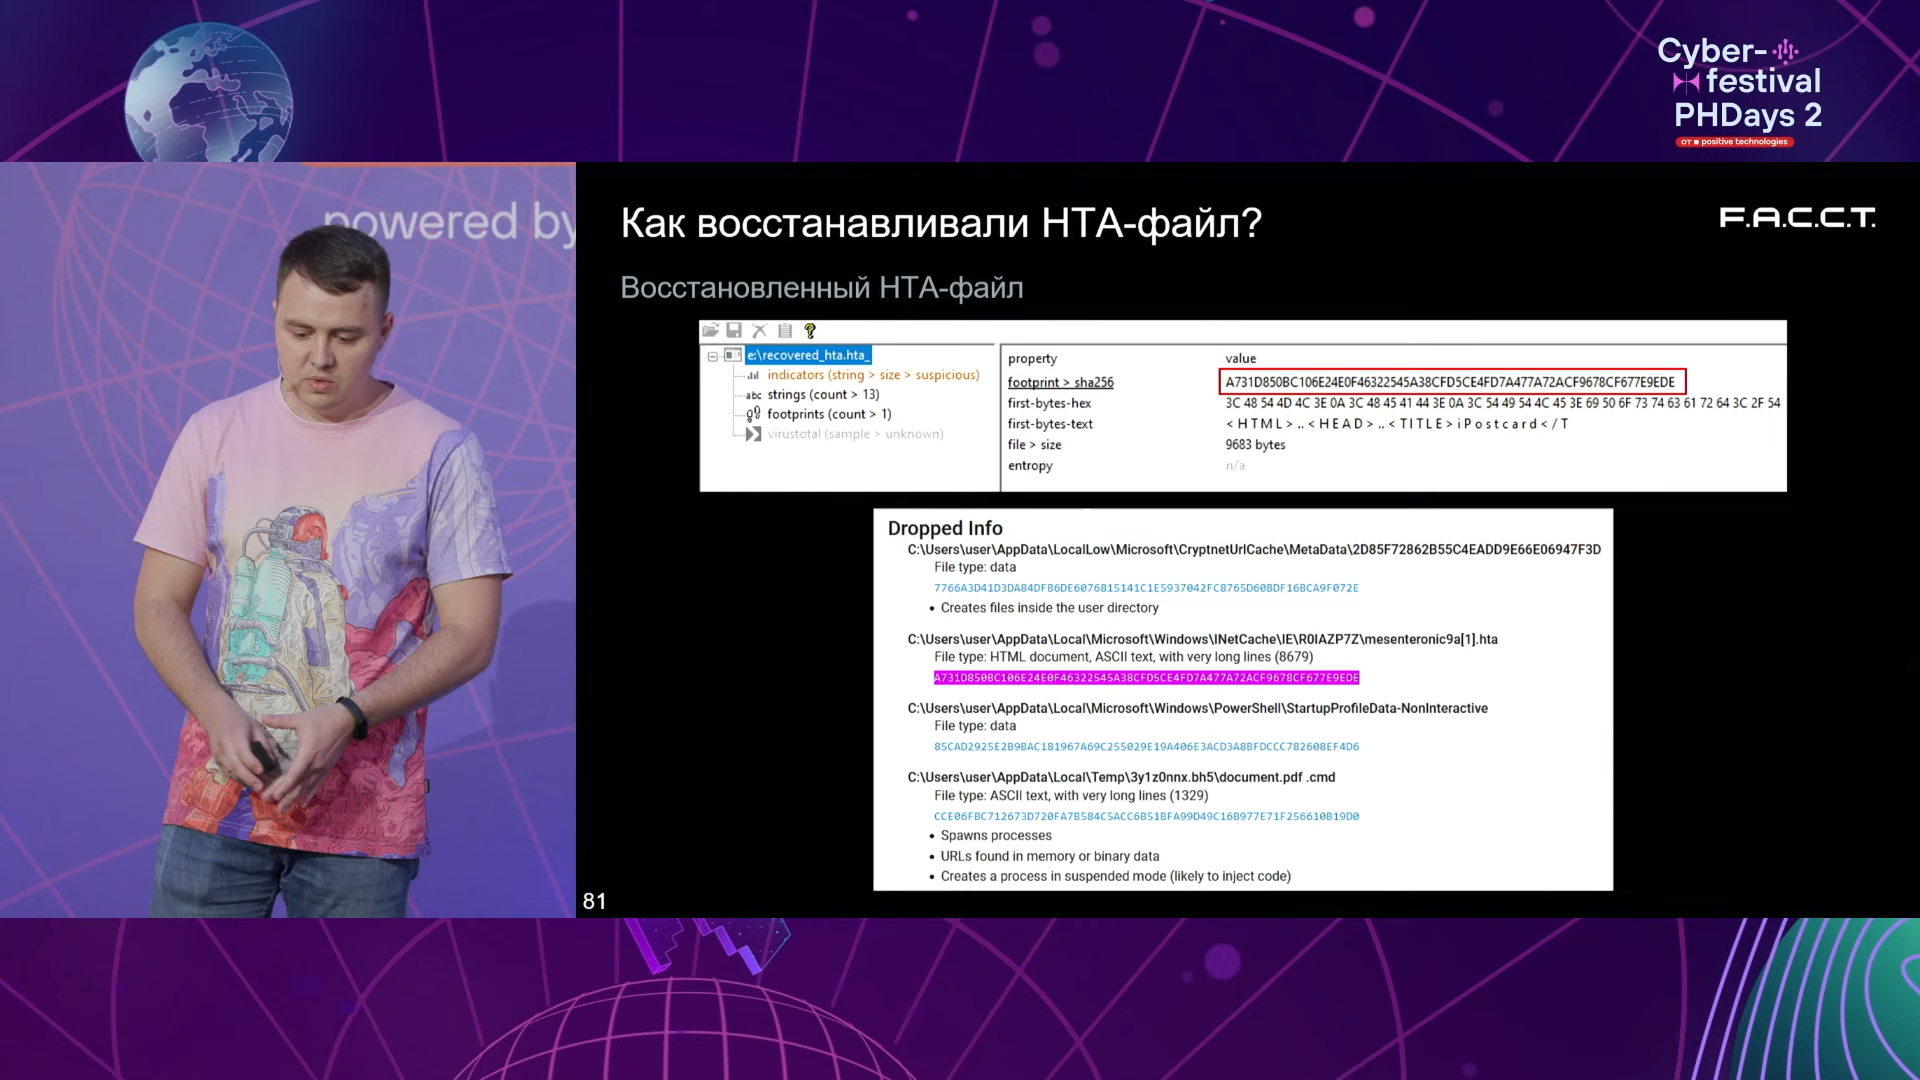 Cyber-
festival
PHDays 2
от positive technologies
powered by
Как восстанавливали HTA-файл?
F.A.C.C.T.
Восстановленный HTA-файл
e:\recovered_hta.hta_
indicators (string > size > suspicious)
abc strings (count > 13)
footprints (count > 1)
virustotal (sample > unknown)
property value
footprint > sha256 A731D850BC106E24E0F46322545A38CFD5CE4FD7A477A72ACF9678CF677E9EDE
first-bytes-hex 3C 48 54 4D 4C 3E 0A 3C 48 45 41 44 3E 0A 3C 54 49 54 4C 45 3E 69 50 6F 73 74 63 61 72 64 3C 2F 54
first-bytes-text < H T M L > .. < H E A D > .. < T I T L E > i P o s t c a r d < / T
file > size 9683 bytes
entropy n/a
Dropped Info
C:\Users\user\AppData\LocalLow\Microsoft\CryptnetUrlCache\MetaData\2D85F72862B55C4EADD9E66E06947F3D
File type: data
7766A3D41D3DA84DFB6DE6076815141C1E5937042FC8765D60BDF16BCA9F072E
• Creates files inside the user directory
C:\Users\user\AppData\Local\Microsoft\Windows\INetCache\IE\R0IAZP7Z\mesenteronic9a[1].hta
File type: HTML document, ASCII text, with very long lines (8679)
A731D850BC106E24E0F46322545A38CFD5CE4FD7A477A72ACF9678CF677E9EDE
C:\Users\user\AppData\Local\Microsoft\Windows\PowerShell\StartupProfileData-NonInteractive
File type: data
85CAD2925E2B9BAC181967A69C255029E19A406E3ACD3A8BFDCCC782608EF4D6
C:\Users\user\AppData\Local\Temp\3y1z0nnx.bh5\document.pdf .cmd
File type: ASCII text, with very long lines (1329)
CCE06FBC712673D720FA7B584C5ACC6B51BFA99D49C16B977E71F256610B19D0
• Spawns processes
• URLs found in memory or binary data
• Creates a process in suspended mode (likely to inject code)
81